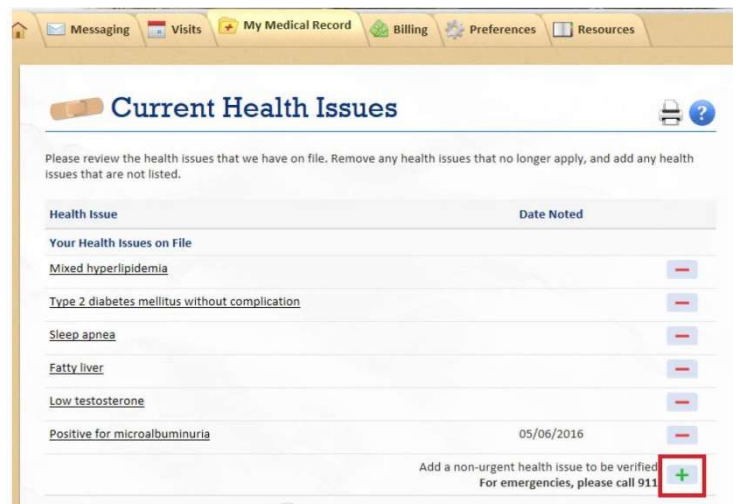 Messaging Visits My Medical Record Billing Preferences Resources
Current Health Issues
?
Please review the health issues that we have on file. Remove any health issues that no longer apply, and add any health
issues that are not listed.
Health Issue Date Noted
Your Health Issues on File
Mixed hyperlipidemia
Type 2 diabetes mellitus without complication
Sleep apnea
Fatty liver
Low testosterone
Positive for microalbuminuria 05/06/2016
Add a non-urgent health issue to be verified
For emergencies, please call 911